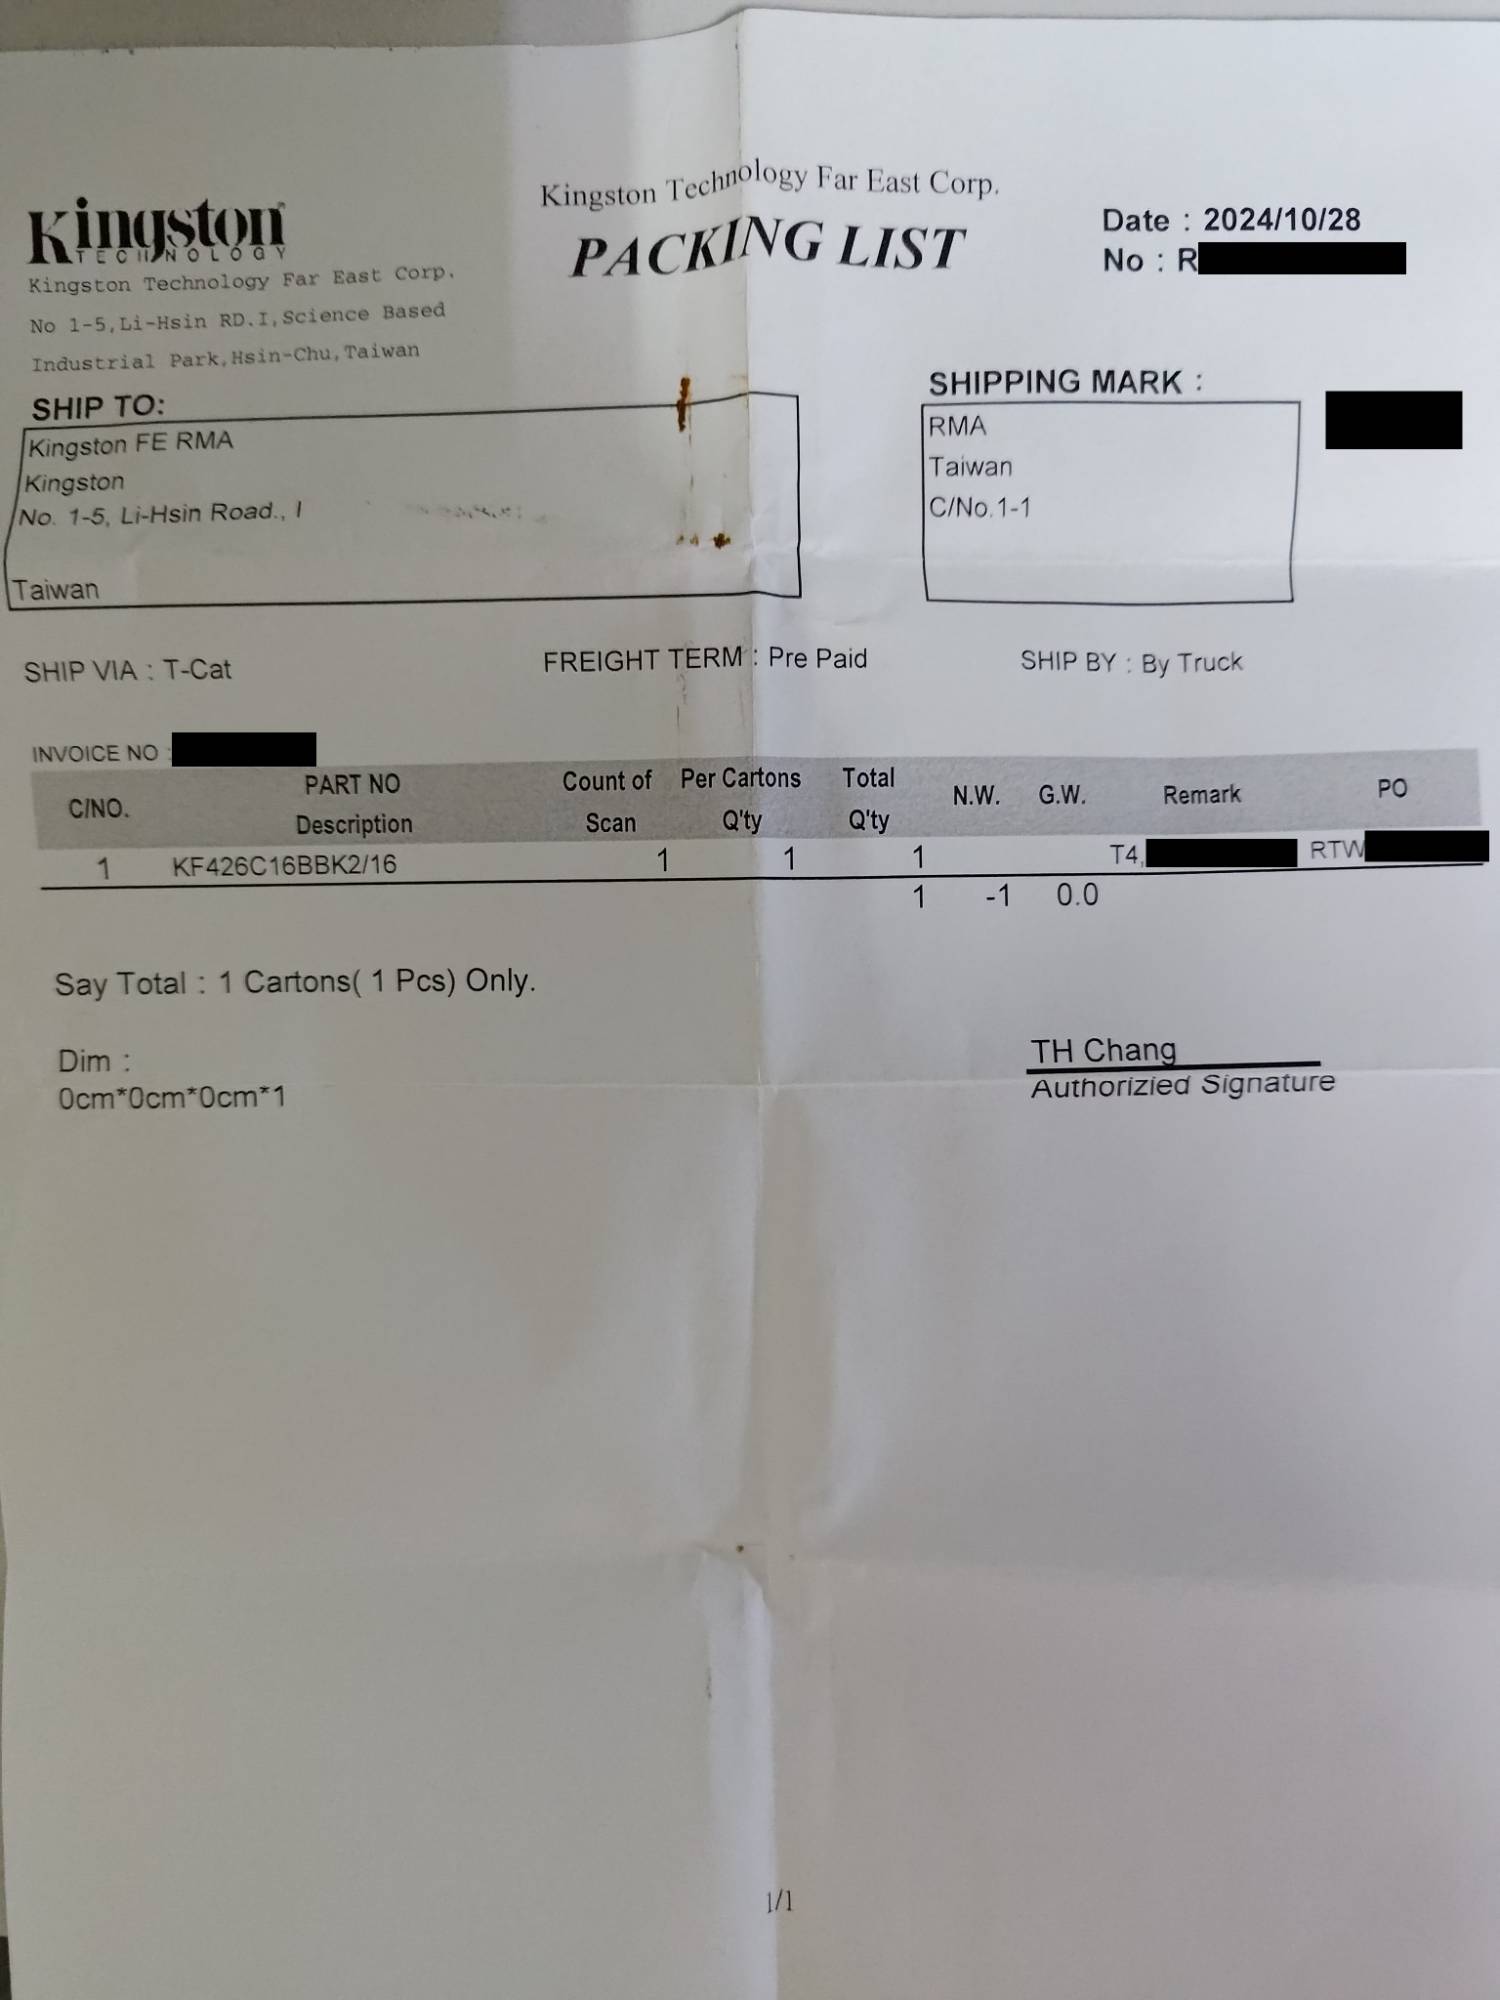 Kingston Technology Far East Corp.
PACKING LIST
Kingston
TECHNOLOGY
Date : 2024/10/28
No : R
Kingston Technology Far East Corp.
No 1-5,Li-Hsin RD.I,Science Based
Industrial Park,Hsin-Chu,Taiwan
SHIP TO:
Kingston FE RMA
Kingston
No. 1-5, Li-Hsin Road., I
Taiwan
SHIPPING MARK :
RMA
Taiwan
C/No.1-1
SHIP VIA : T-Cat
FREIGHT TERM : Pre Paid
SHIP BY : By Truck
INVOICE NO :
C/NO. PART NO Description Count of Scan Per Cartons Q'ty Total Q'ty N.W. G.W. Remark PO
1 KF426C16BBK2/16 1 1 1 T4, RTW
1 -1 0.0
Say Total : 1 Cartons( 1 Pcs) Only.
Dim :
0cm*0cm*0cm*1
TH Chang
Authorizied Signature
1/1